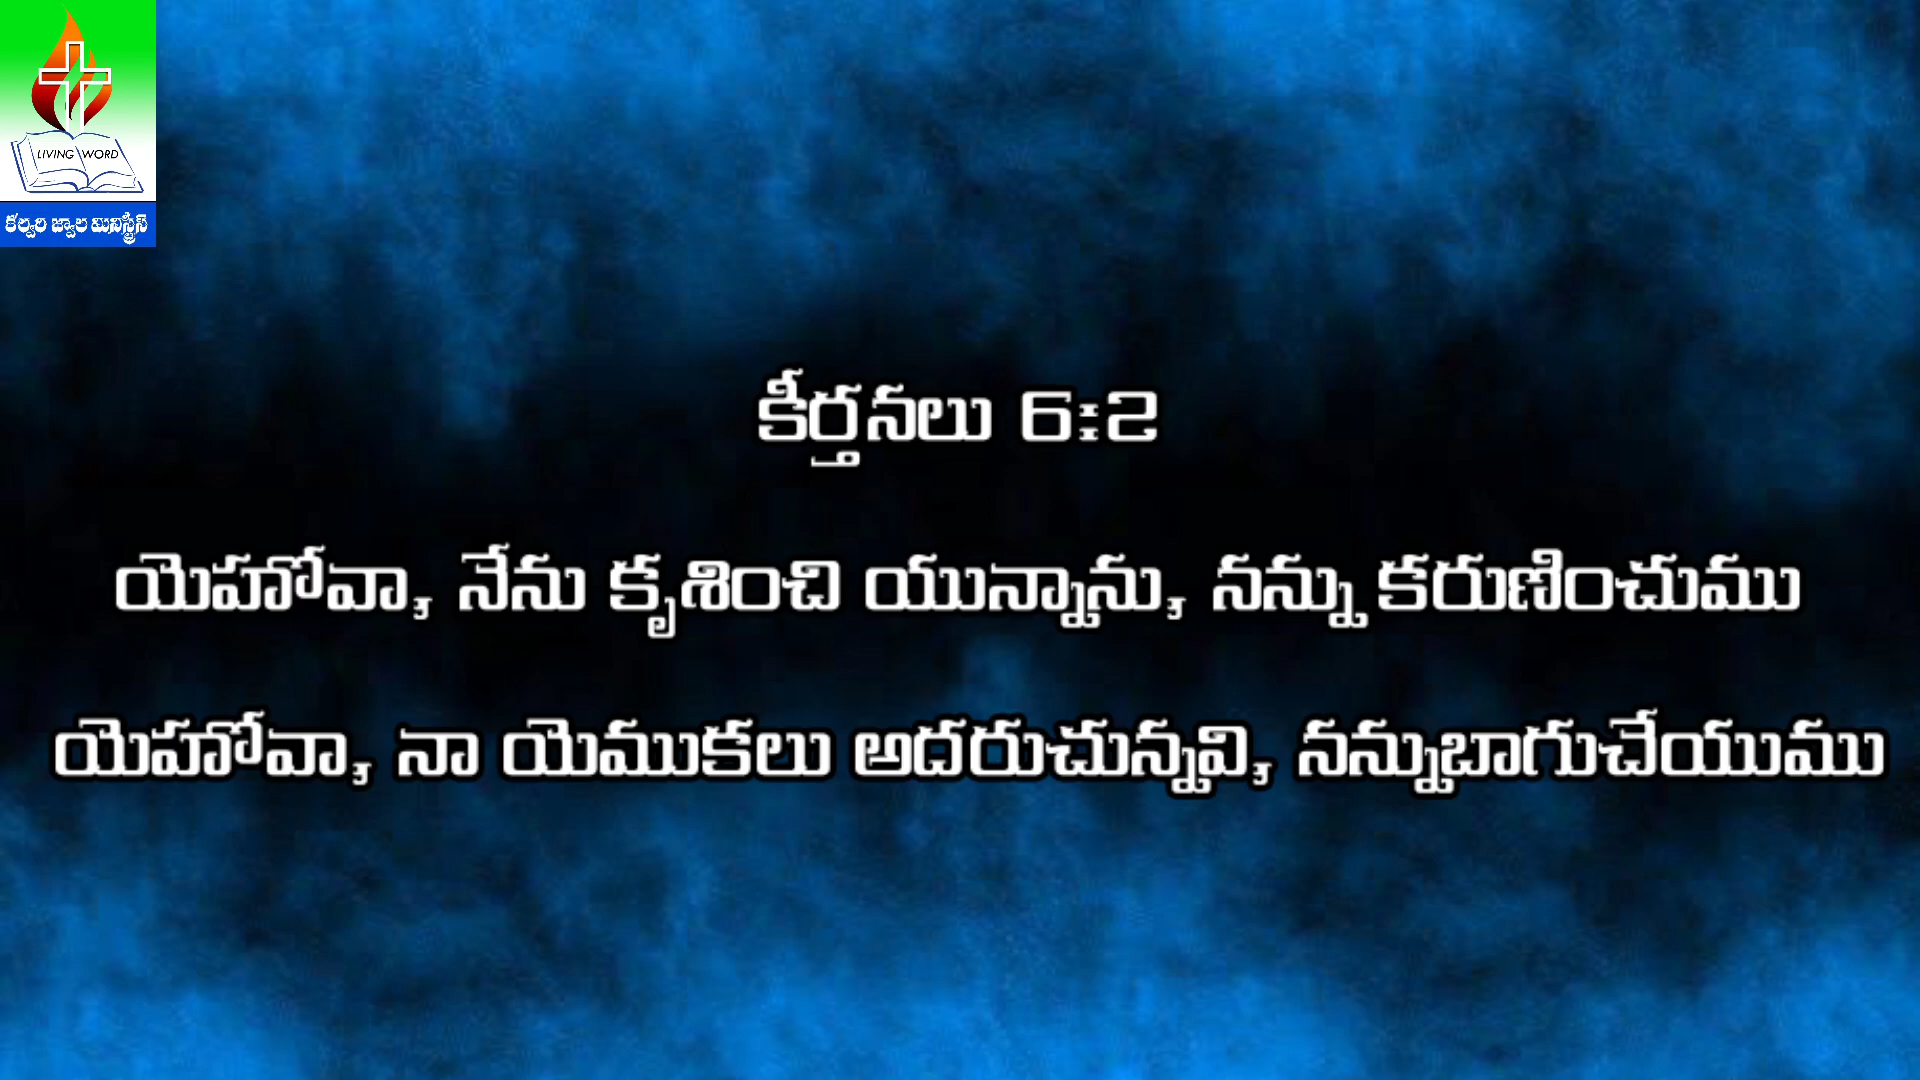 LIVING WORD
కల్వరి జ్వాల మినిస్ట్రీస్
కీర్తనలు 6:2
యెహోవా, నేను కృశించి యున్నాను, నన్ను కరుణించుము
యెహోవా, నా యెముకలు అదరుచున్నవి, నన్నుబాగుచేయుము